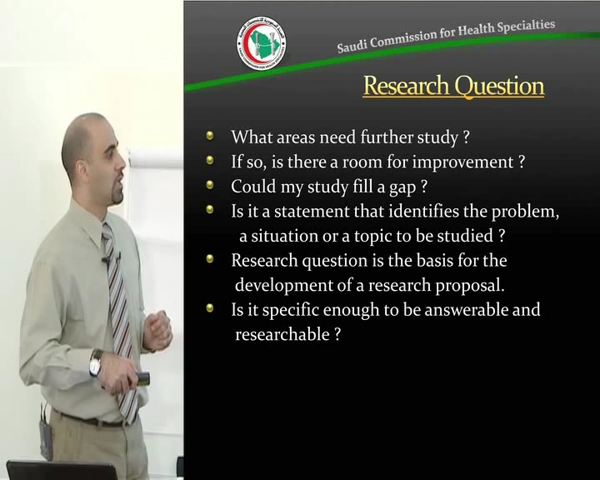 Saudi Commission for Health Specialties
Research Question
What areas need further study ?
If so, is there a room for improvement ?
Could my study fill a gap ?
Is it a statement that identifies the problem,
a situation or a topic to be studied ?
Research question is the basis for the
development of a research proposal.
Is it specific enough to be answerable and
researchable ?